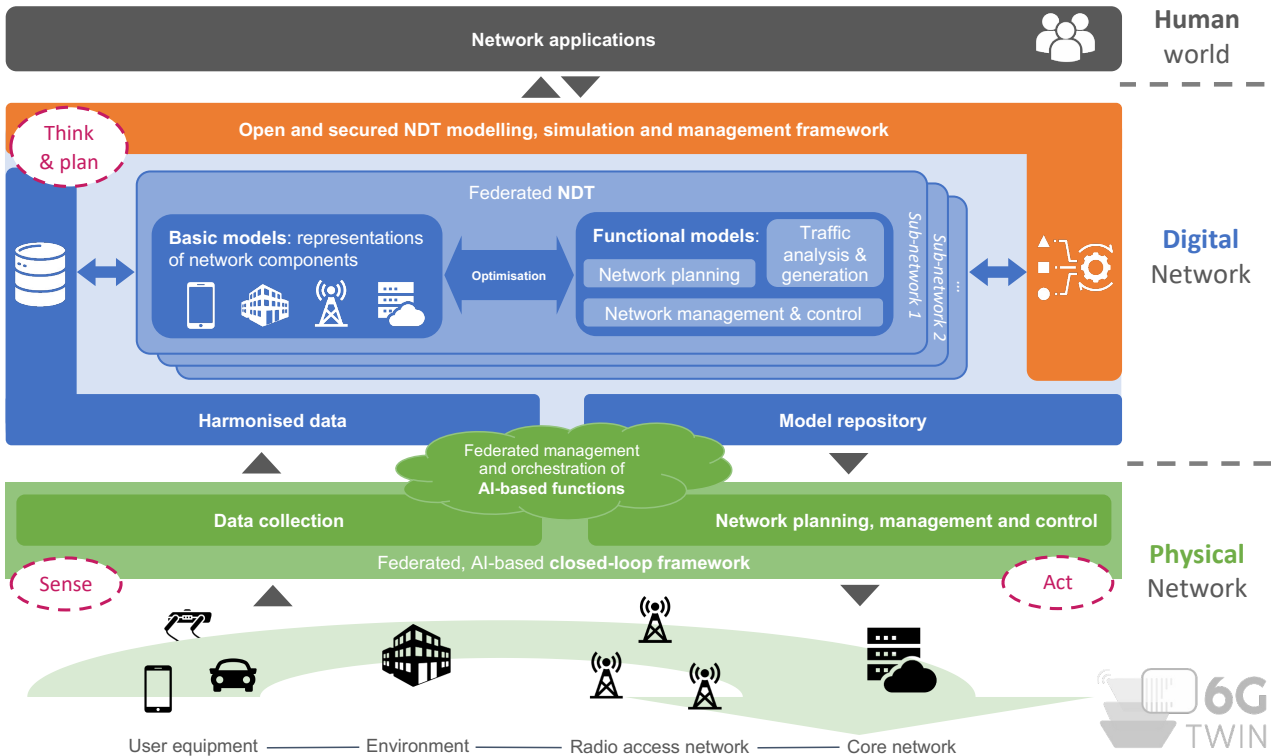 Network applications
Human
world
Think
& plan
Open and secured NDT modelling, simulation and management framework
Federated NDT
Basic models: representations
of network components
Optimisation
Functional models:
Traffic
analysis &
generation
Network planning
Network management & control
Sub-network 1
Sub-network 2
...
Digital
Network
Harmonised data
Model repository
Federated management
and orchestration of
AI-based functions
Data collection
Network planning, management and control
Federated, AI-based closed-loop framework
Sense
Act
Physical
Network
User equipment
Environment
Radio access network
Core network
6G
TWIN